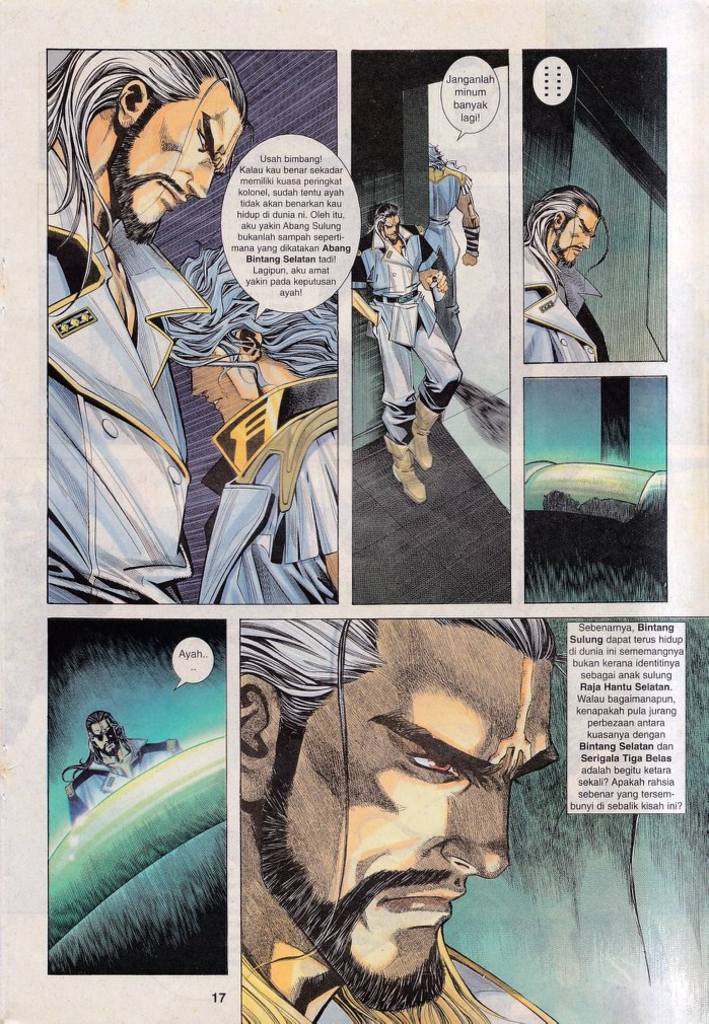 Usah bimbang!
Kalau kau benar sekadar
memiliki kuasa peringkat
kolonel, sudah tentu ayah
tidak akan benarkan kau
hidup di dunia ni. Oleh itu,
aku yakin Abang Sulung
bukanlah sampah seperti-
mana yang dikatakan Abang
Bintang Selatan tadi!
Lagipun, aku amat
yakin pada keputusan
ayah!
Janganlah
minum
banyak
lagi!
Ayah..
..
Sebenarnya, Bintang
Sulung dapat terus hidup
di dunia ini sememangnya
bukan kerana identitinya
sebagai anak sulung
Raja Hantu Selatan.
Walau bagaimanapun,
kenapakah pula jurang
perbezaan antara
kuasanya dengan
Bintang Selatan dan
Serigala Tiga Belas
adalah begitu ketara
sekali? Apakah rahsia
sebenar yang tersem-
bunyi di sebalik kisah ini?
17